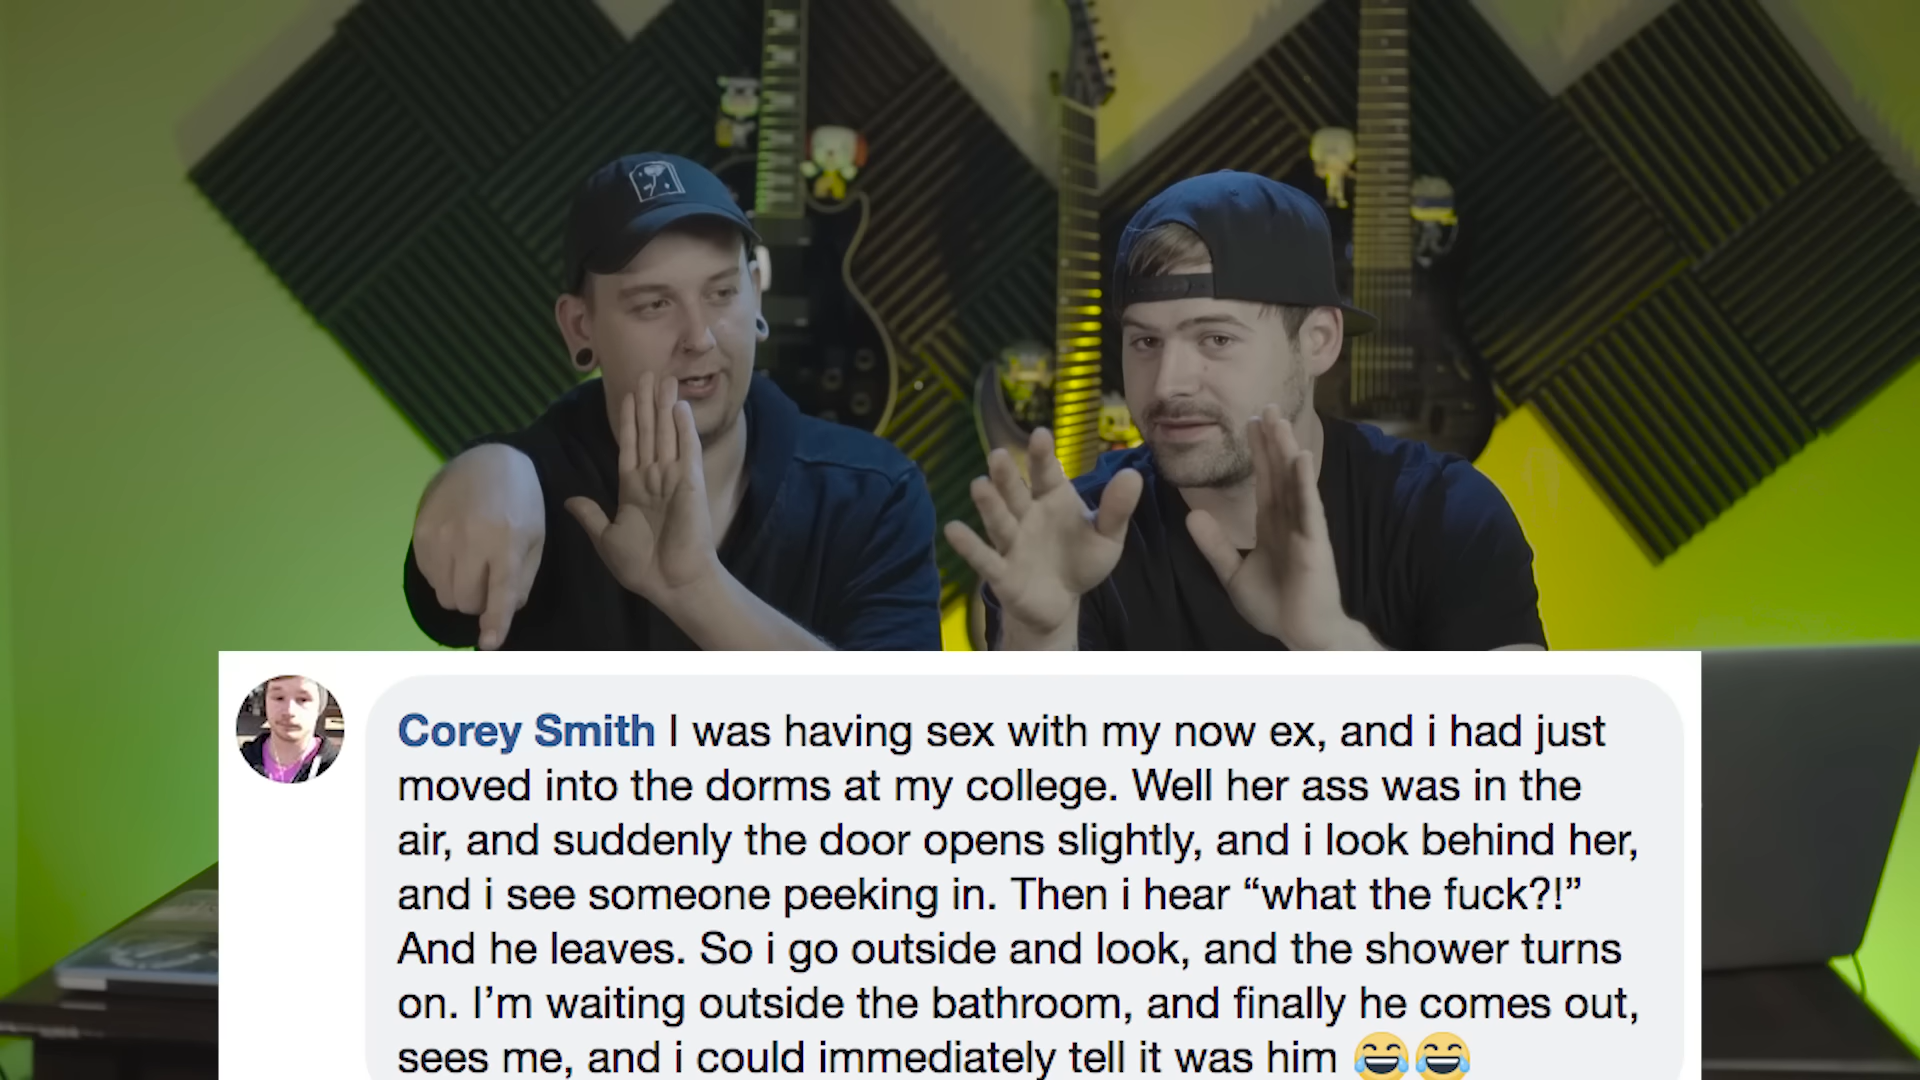 Corey Smith I was having sex with my now ex, and i had just
moved into the dorms at my college. Well her ass was in the
air, and suddenly the door opens slightly, and i look behind her,
and i see someone peeking in. Then i hear “what the fuck?!”
And he leaves. So i go outside and look, and the shower turns
on. I’m waiting outside the bathroom, and finally he comes out,
sees me, and i could immediately tell it was him 😂😂